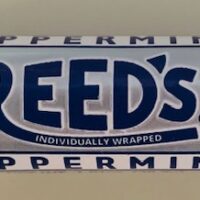 PPERMIN
REED'S
INDIVIDUALLY WRAPPED
PPERMIN